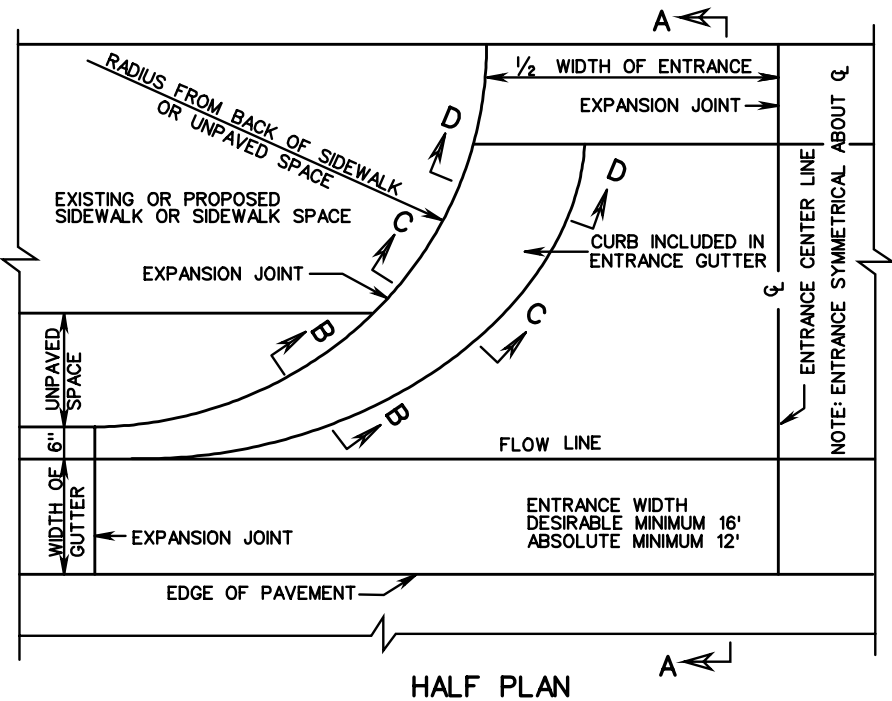 A
RADIUS FROM BACK OF SIDEWALK
OR UNPAVED SPACE
½ WIDTH OF ENTRANCE
EXPANSION JOINT
D
EXISTING OR PROPOSED
SIDEWALK OR SIDEWALK SPACE
C
D
CURB INCLUDED IN
ENTRANCE GUTTER
EXPANSION JOINT
℄
ENTRANCE CENTER LINE
NOTE: ENTRANCE SYMMETRICAL ABOUT ℄
B
C
UNPAVED
SPACE
B
6"
FLOW LINE
WIDTH OF
GUTTER
EXPANSION JOINT
ENTRANCE WIDTH
DESIRABLE MINIMUM 16'
ABSOLUTE MINIMUM 12'
EDGE OF PAVEMENT
A
HALF PLAN